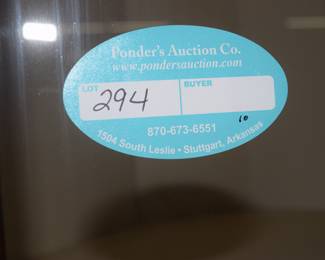 Ponder's Auction Co.
www.pondersauction.com
LOT BUYER
294
870-673-6551
10
1504 South Leslie • Stuttgart, Arkansas